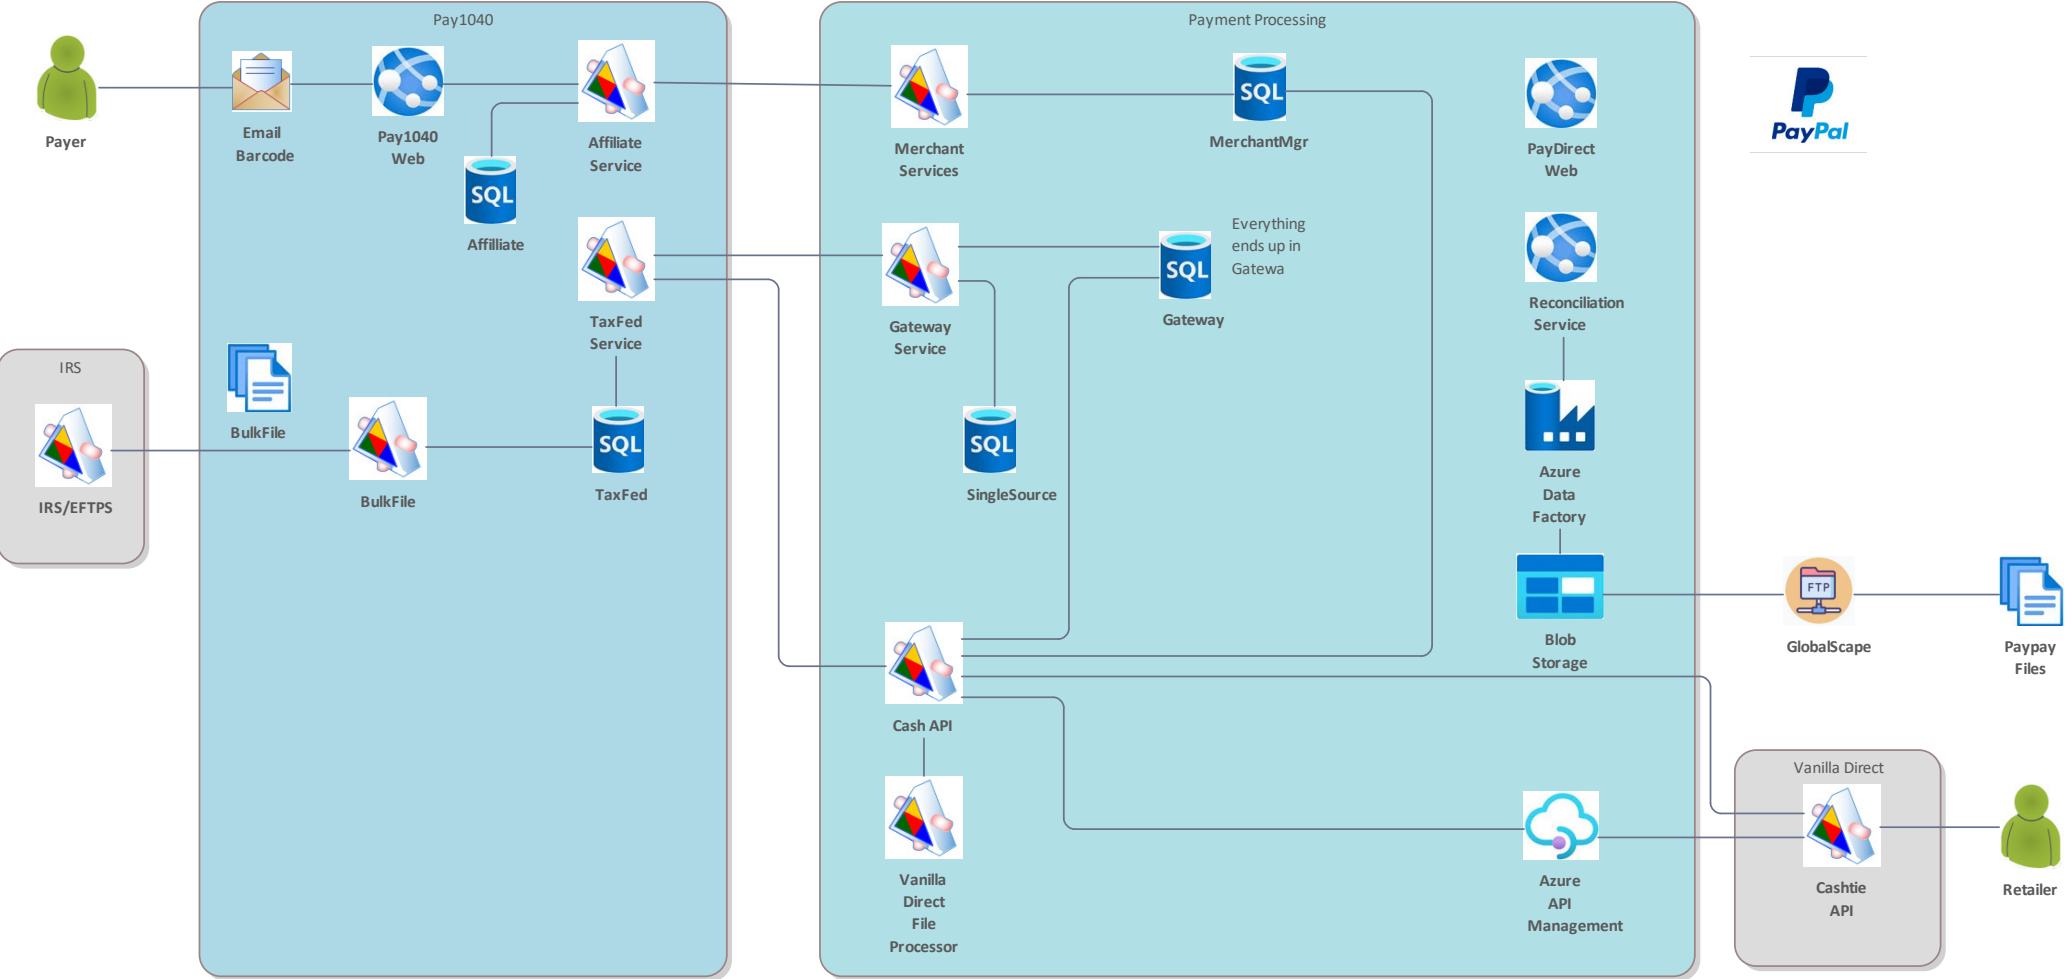 Pay1040
Payment Processing
Payer
Email
Barcode
Pay1040
Web
Affiliate
Service
SQL
Affilliate
TaxFed
Service
IRS
IRS/EFTPS
BulkFile
BulkFile
SQL
TaxFed
Merchant
Services
SQL
MerchantMgr
PayDirect
Web
PayPal
Gateway
Service
SQL
Gateway
Everything
ends up in
Gatewa
Reconciliation
Service
SQL
SingleSource
Azure
Data
Factory
Blob
Storage
FTP
GlobalScape
Paypay
Files
Cash API
Vanilla
Direct
File
Processor
Azure
API
Management
Vanilla Direct
Cashtie
API
Retailer